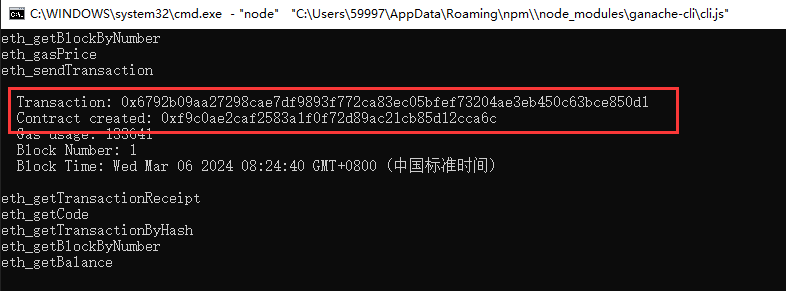 C:\WINDOWS\system32\cmd.exe - "node" "C:\Users\59997\AppData\Roaming\npm\\node_modules\ganache-cli\cli.js"
eth_getBlockByNumber
eth_gasPrice
eth_sendTransaction
Transaction: 0x6792b09aa27298cae7df9893f772ca83ec05bfef73204ae3eb450c63bce850d1
Contract created: 0xf9c0ae2caf2583a1f0f72d89ac21cb85d12cca6c
Gas usage: 133641
Block Number: 1
Block Time: Wed Mar 06 2024 08:24:40 GMT+0800 (中国标准时间)
eth_getTransactionReceipt
eth_getCode
eth_getTransactionByHash
eth_getBlockByNumber
eth_getBalance